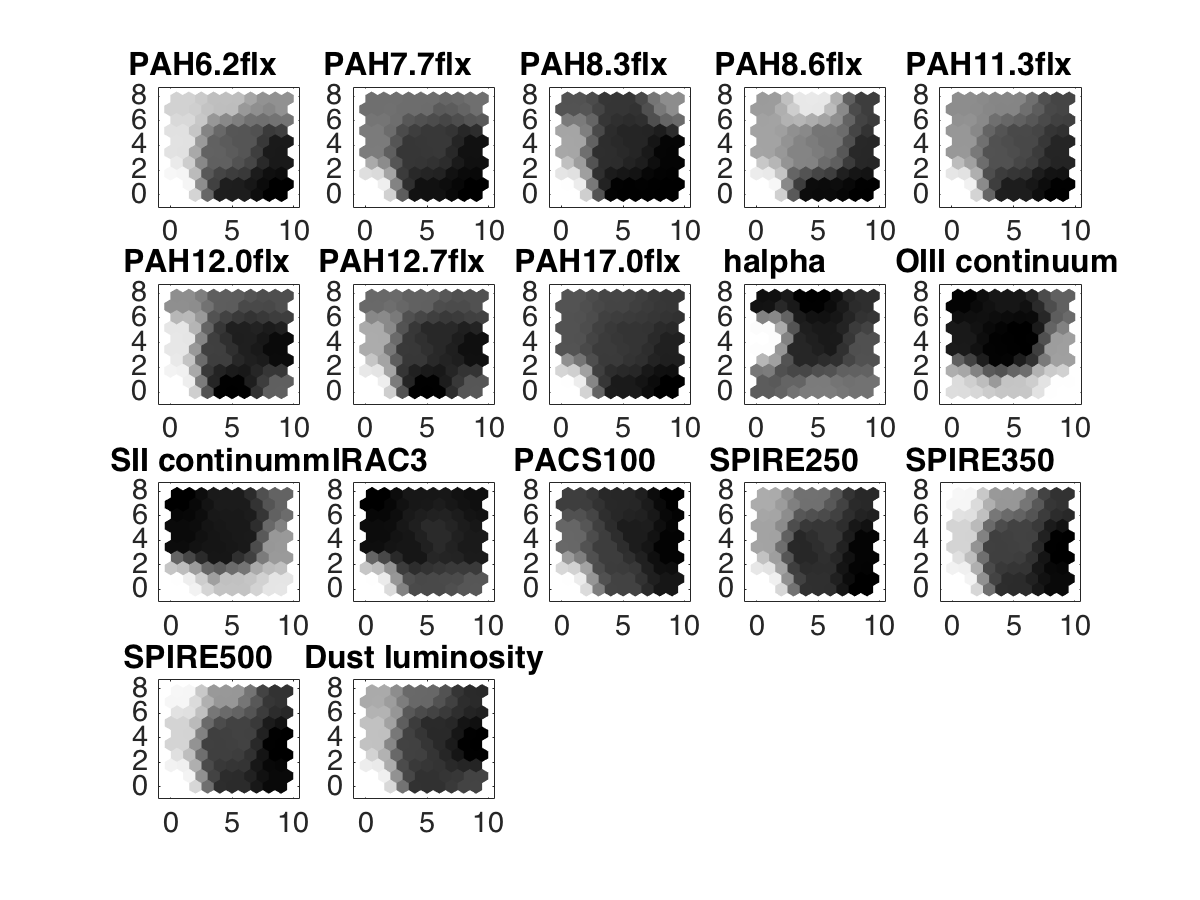 PAH6.2flx PAH7.7flx PAH8.3flx PAH8.6flx PAH11.3flx
8 8 8 8 8
6 6 6 6 6
4 4 4 4 4
2 2 2 2 2
0 0 0 0 0
0 5 10 0 5 10 0 5 10 0 5 10 0 5 10
PAH12.0flx PAH12.7flx PAH17.0flx halpha OIII continuum
8 8 8 8 8
6 6 6 6 6
4 4 4 4 4
2 2 2 2 2
0 0 0 0 0
0 5 10 0 5 10 0 5 10 0 5 10 0 5 10
SII continumm IRAC3 PACS100 SPIRE250 SPIRE350
8 8 8 8 8
6 6 6 6 6
4 4 4 4 4
2 2 2 2 2
0 0 0 0 0
0 5 10 0 5 10 0 5 10 0 5 10 0 5 10
SPIRE500 Dust luminosity
8 8
6 6
4 4
2 2
0 0
0 5 10 0 5 10